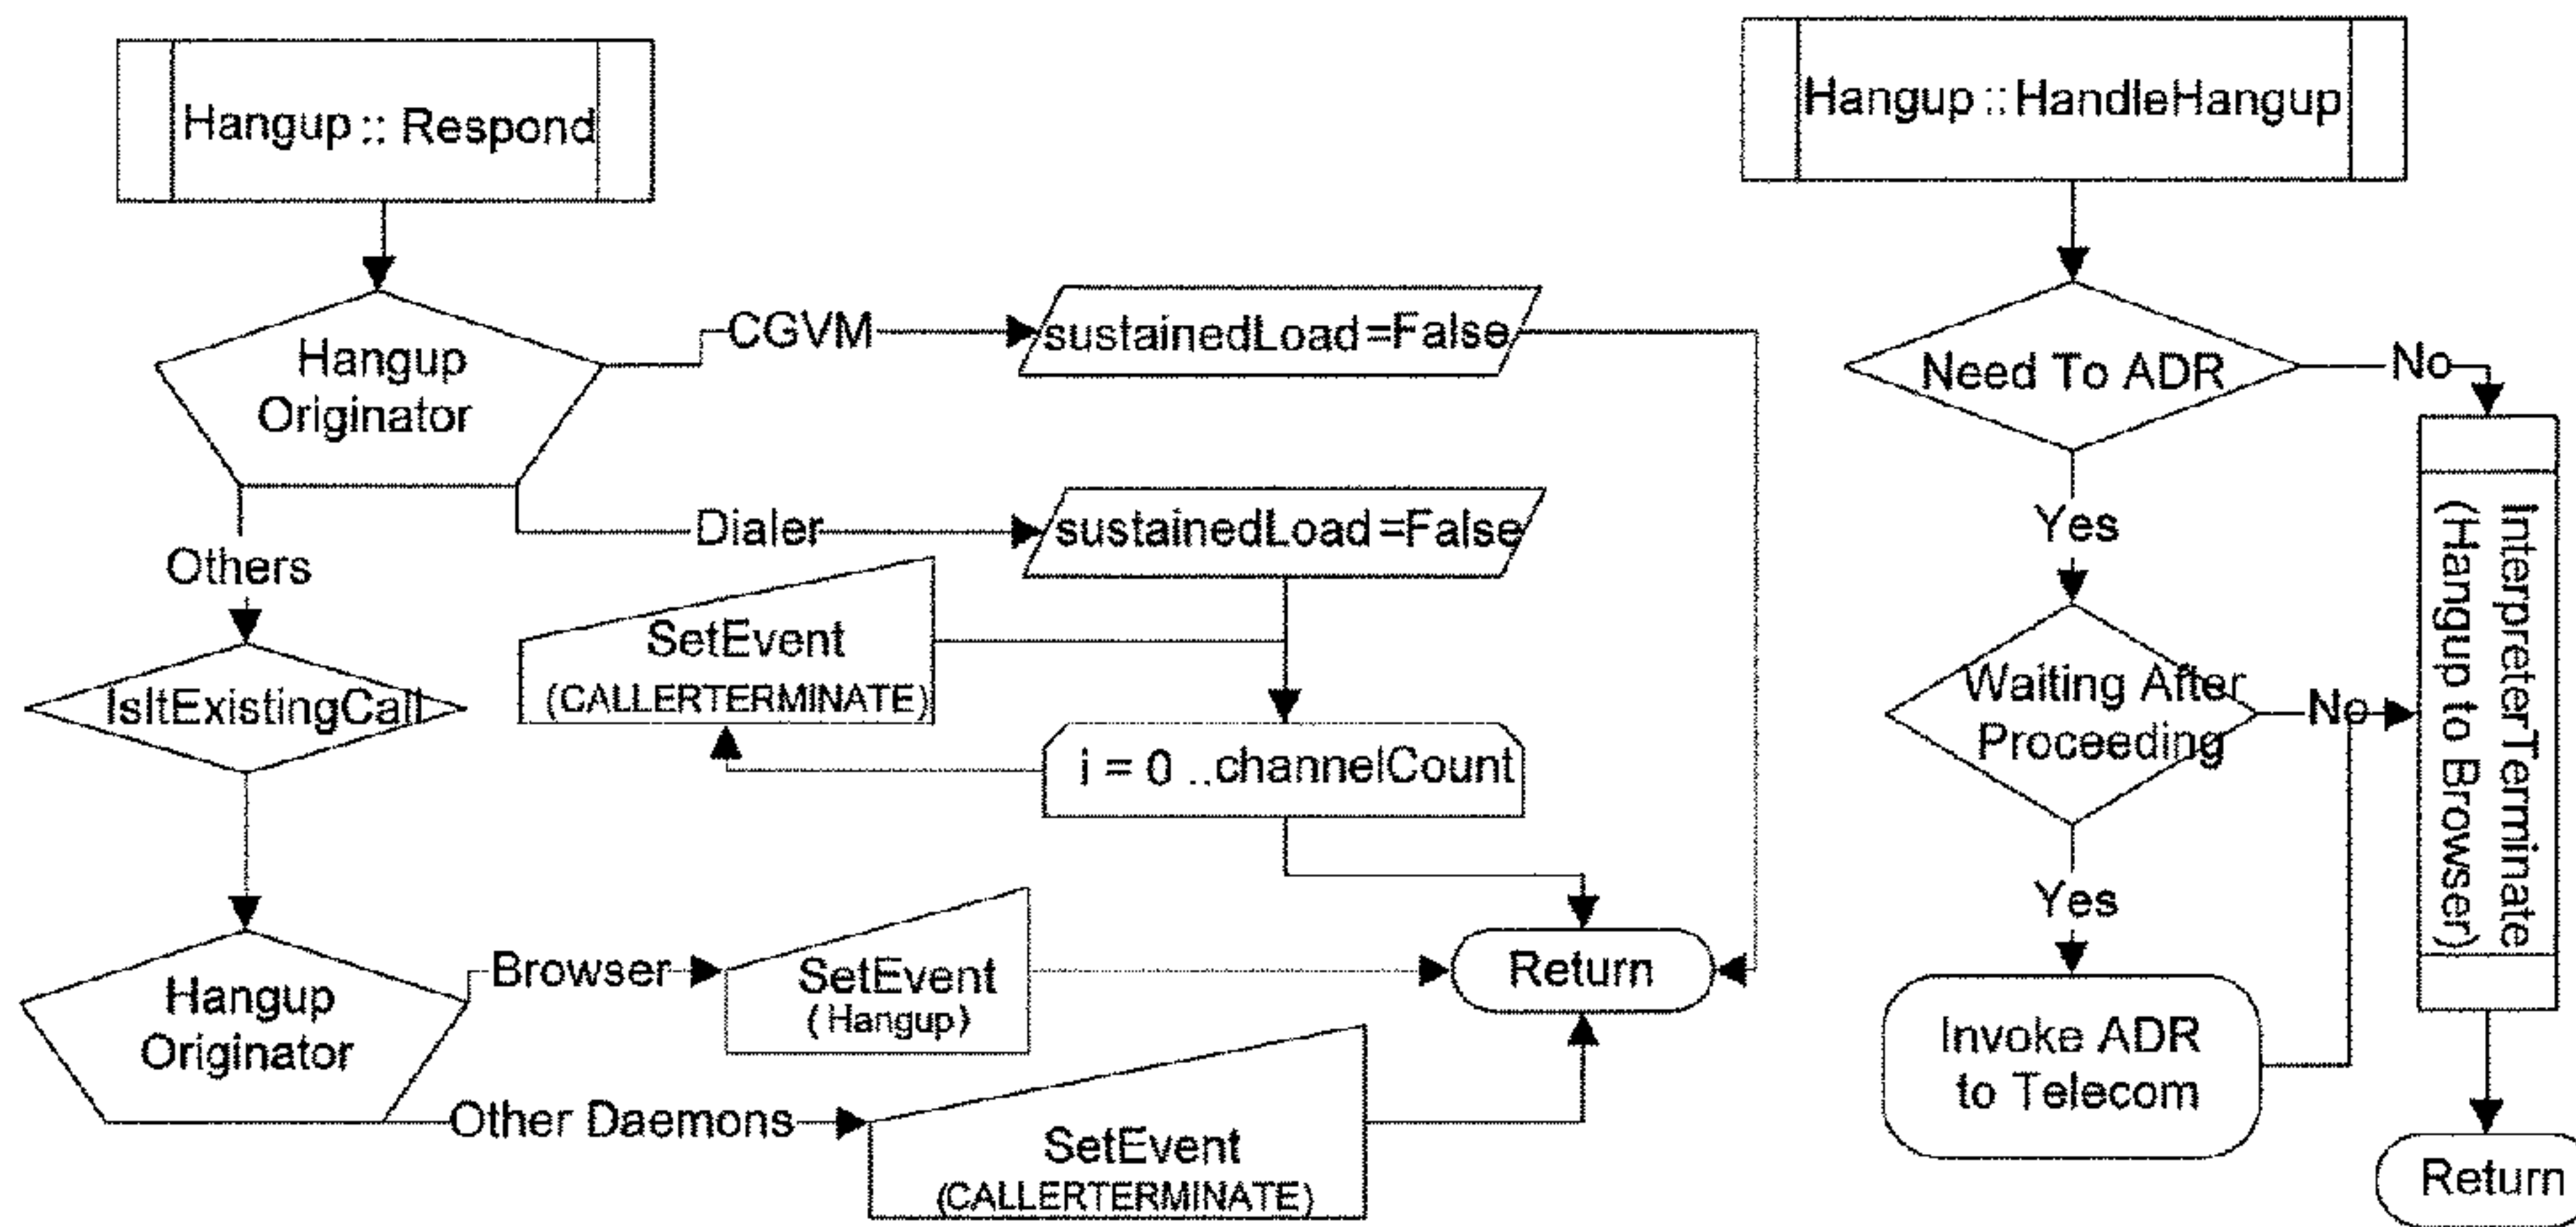 Hangup :: Respond
Hangup
Originator
CGVM
sustainedLoad=False
Dialer
sustainedLoad=False
Others
SetEvent
(CALLERTERMINATE)
IsItExistingCall
i = 0 ..channelCount
Hangup
Originator
Browser
SetEvent
(Hangup)
Return
Other Daemons
SetEvent
(CALLERTERMINATE)
Hangup :: HandleHangup
Need To ADR
No
Yes
Waiting After
Proceeding
No
Yes
Invoke ADR
to Telecom
InterpreterTerminate
(Hangup to Browser)
Return